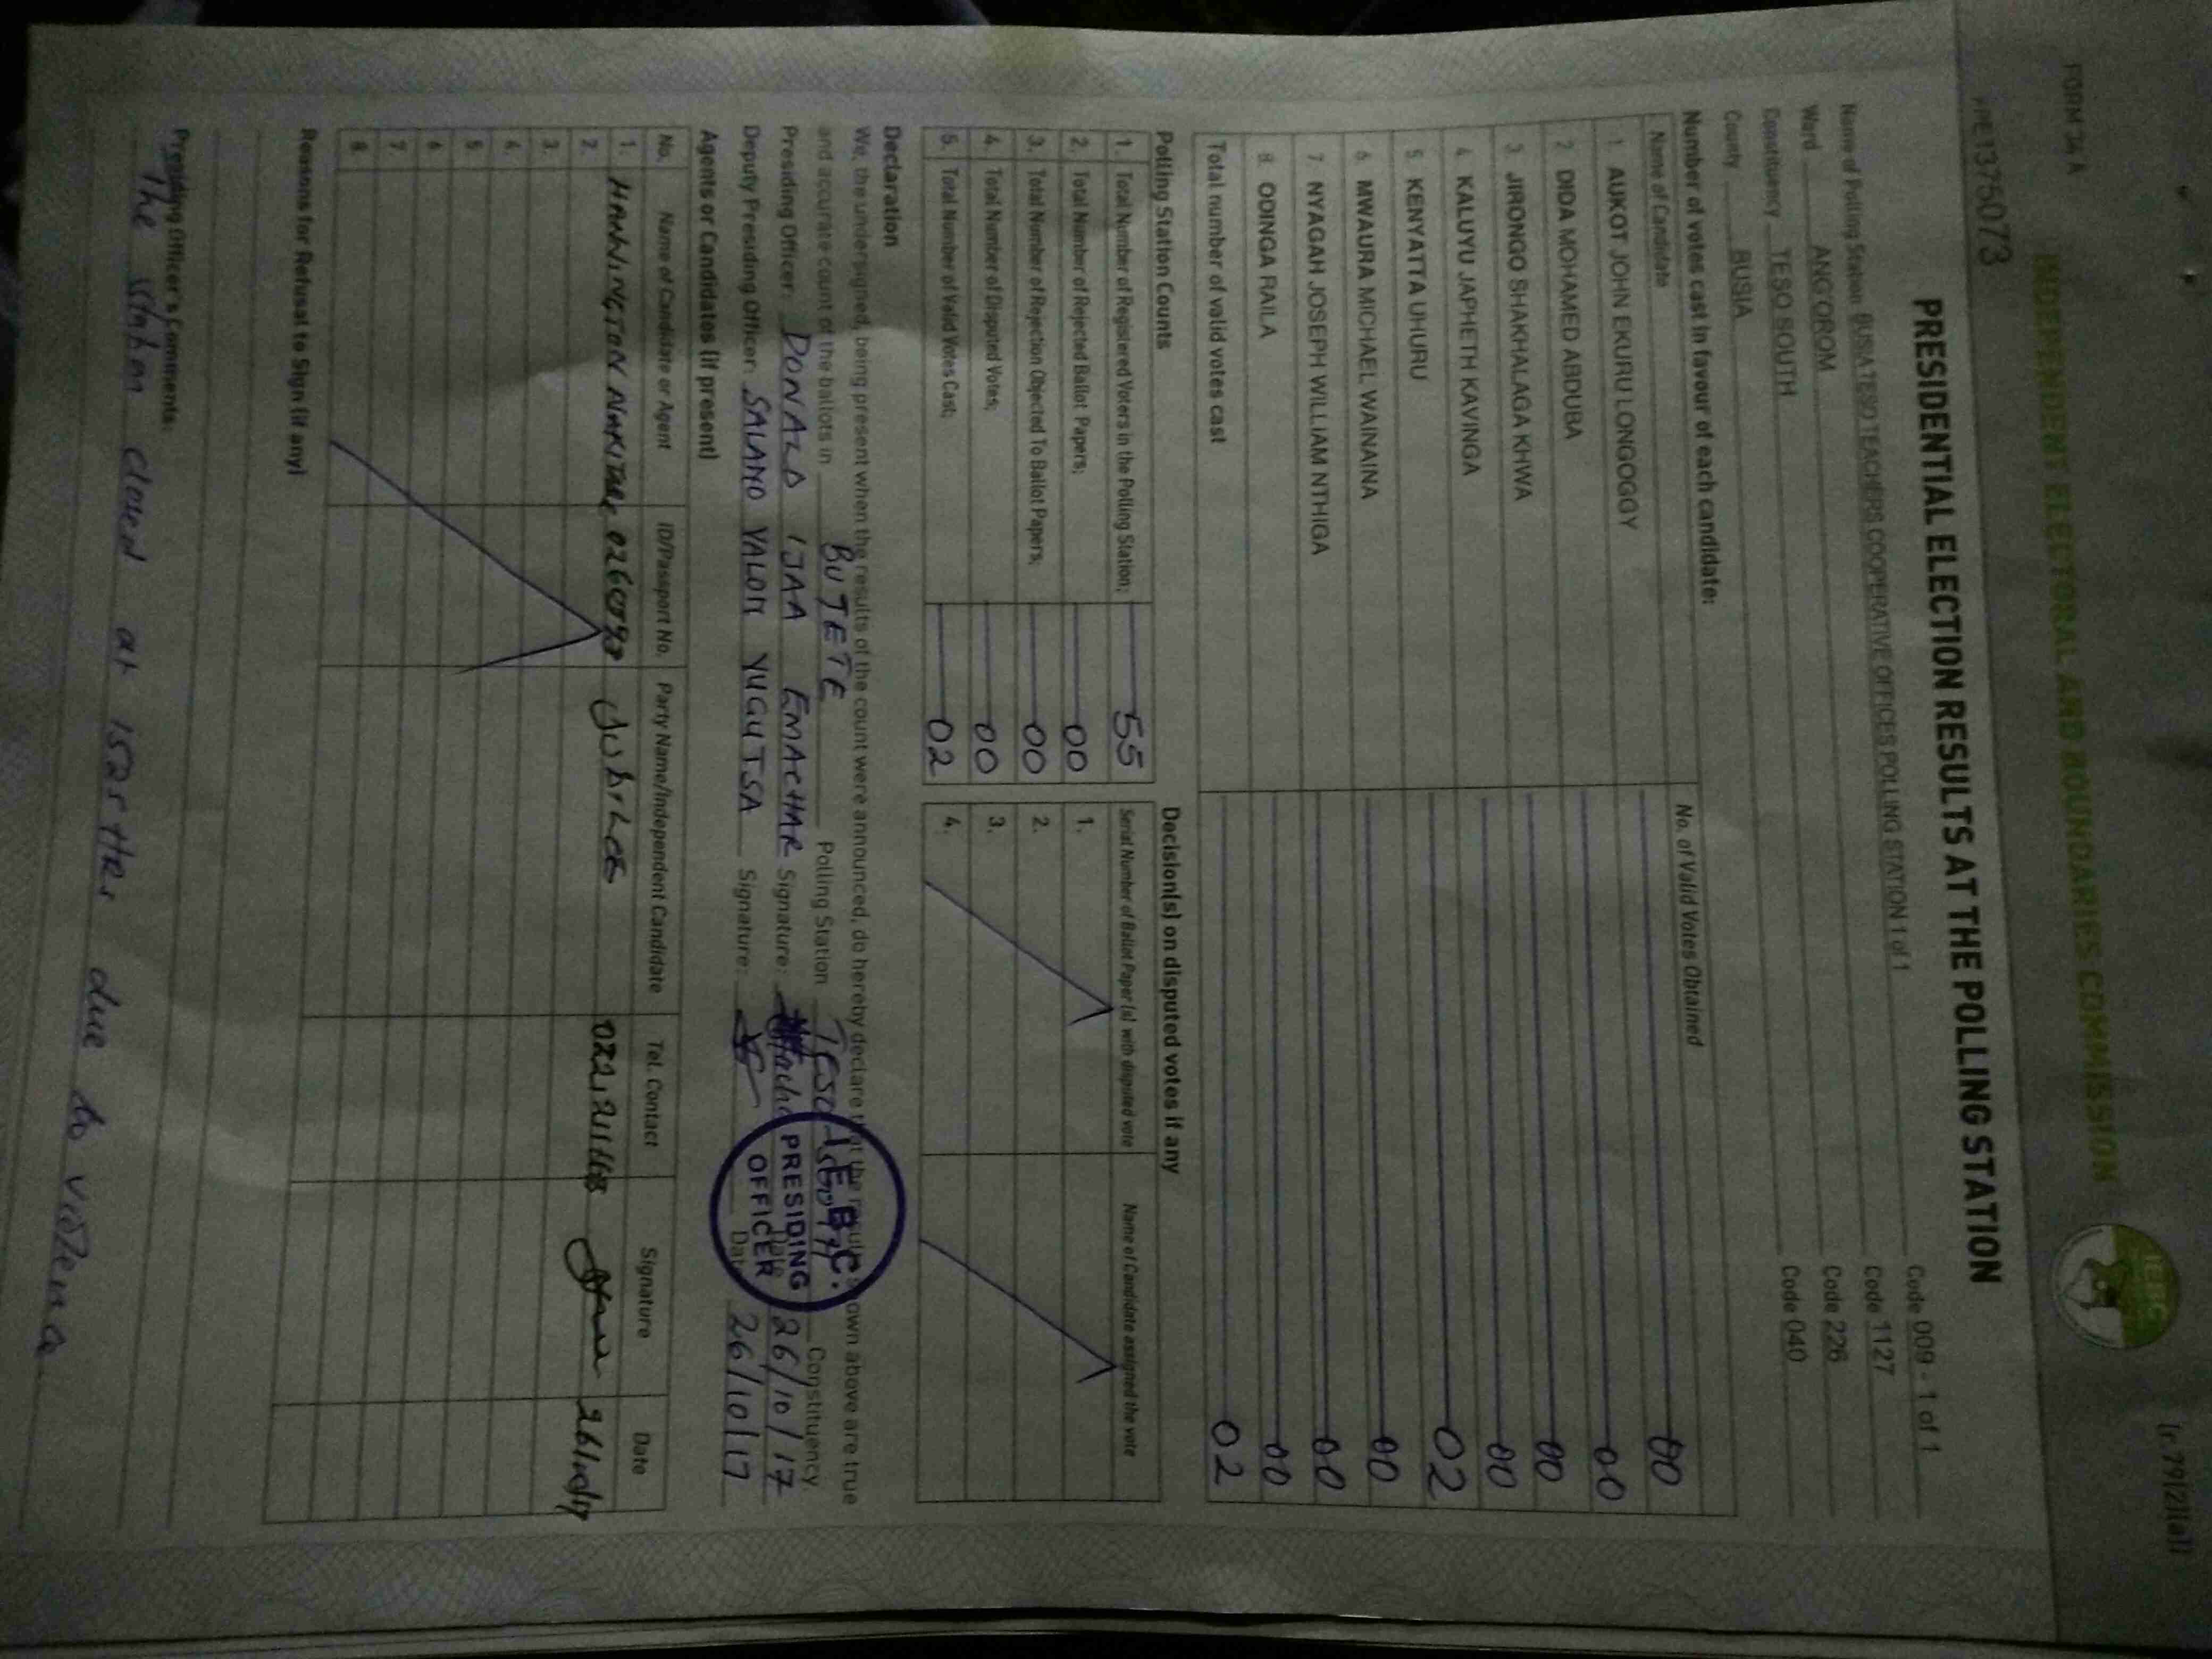 FORM 34 A
(r.79(2)(a))
INDEPENDENT ELECTORAL AND BOUNDARIES COMMISSION
IEBC
PRE1375073
PRESIDENTIAL ELECTION RESULTS AT THE POLLING STATION
Name of Polling Station BUSIA TESO TEACHERS COOPERATIVE OFFICES POLLING STATION 1 of 1 Code 009 - 1 of 1
Ward ANG'OROM Code 1127
Constituency TESO SOUTH Code 226
County BUSIA Code 040
Number of votes cast in favour of each candidate:
Name of Candidate No. of Valid Votes Obtained
1. AUKOT JOHN EKURU LONGOGGY 00
2. DIDA MOHAMED ABDUBA 00
3. JIRONGO SHAKHALAGA KHWA 00
4. KALUYU JAPHETH KAVINGA 00
5. KENYATTA UHURU 02
6. MWAURA MICHAEL WAINAINA 00
7. NYAGAH JOSEPH WILLIAM NTHIGA 00
8. ODINGA RAILA 00
Total number of valid votes cast 02
Polling Station Counts
1. Total Number of Registered Voters in the Polling Station; 55
2. Total Number of Rejected Ballot Papers; 00
3. Total Number of Rejection Objected To Ballot Papers; 00
4. Total Number of Disputed Votes; 00
5. Total Number of Valid Votes Cast; 02
Decision(s) on disputed votes if any
Serial Number of Ballot Paper (s) with disputed vote Name of Candidate assigned the vote
1.
2.
3.
4.
Declaration
We, the undersigned, being present when the results of the count were announced, do hereby declare that the results shown above are true
and accurate count of the ballots in BUTETE Polling Station Constituency
Presiding Officer: DONALD IJAA EMACHAR Signature: Date 26/10/17
Deputy Presiding Officer: SALAMO YALON YUGUTSA Signature: Date 26/10/17
I.E.B.C.
PRESIDING
OFFICER
Agents or Candidates (if present)
No. Name of Candidate or Agent ID/Passport No. Party Name/Independent Candidate Tel. Contact Signature Date
1. HANNINGTON Jubilee 26/10/17
2.
3.
4.
5.
6.
7.
8.
Reasons for Refusal to Sign (if any)
Presiding Officer's Comments:
The station closed at 1525 Hrs due to violence